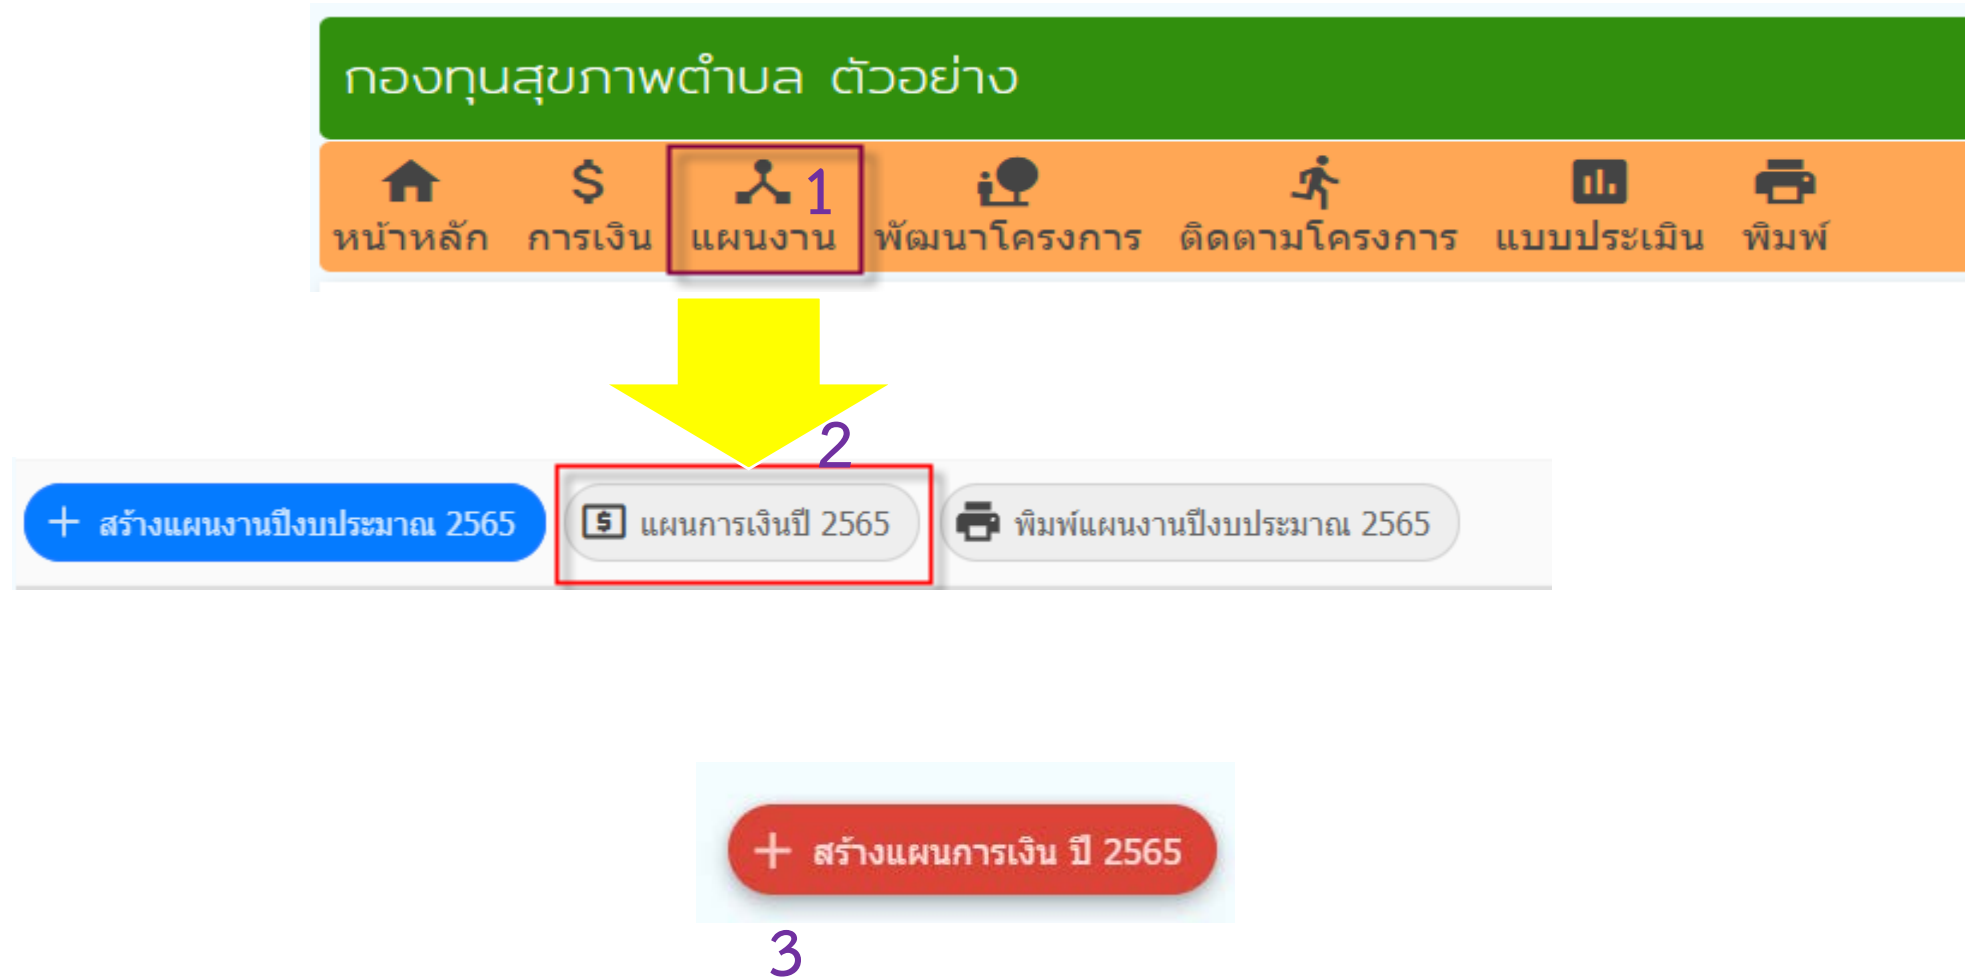 กองทุนสุขภาพตำบล ตัวอย่าง
หน้าหลัก การเงิน แผนงาน พัฒนาโครงการ ติดตามโครงการ แบบประเมิน พิมพ์
1
2
+ สร้างแผนงานปีงบประมาณ 2565 แผนการเงินปี 2565 พิมพ์แผนงานปีงบประมาณ 2565
+ สร้างแผนการเงิน ปี 2565
3